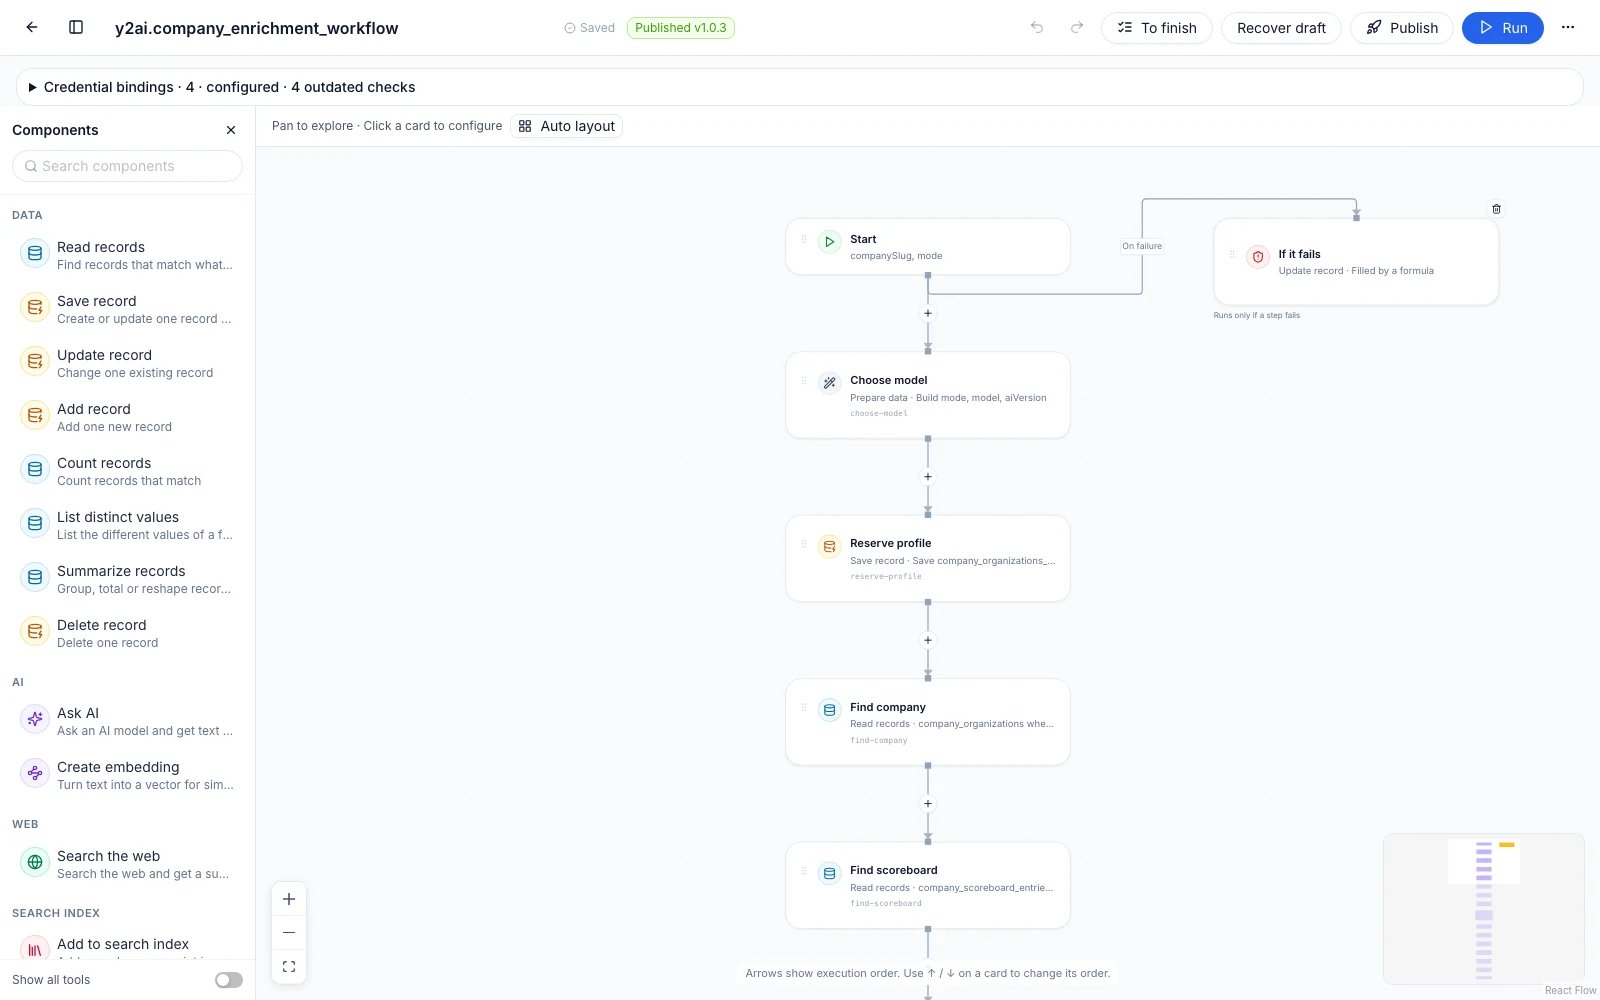 y2ai.company_enrichment_workflow
Saved
Published v1.0.3
To finish
Recover draft
Publish
Run
Credential bindings · 4 · configured · 4 outdated checks
Components
Search components
DATA
Read records
Find records that match what...
Save record
Create or update one record ...
Update record
Change one existing record
Add record
Add one new record
Count records
Count records that match
List distinct values
List the different values of a f...
Summarize records
Group, total or reshape recor...
Delete record
Delete one record
AI
Ask AI
Ask an AI model and get text ...
Create embedding
Turn text into a vector for sim...
WEB
Search the web
Search the web and get a su...
SEARCH INDEX
Add to search index
Show all tools
Pan to explore · Click a card to configure
Auto layout
Start
companySlug, mode
On failure
If it fails
Update record · Filled by a formula
Runs only if a step fails
Choose model
Prepare data · Build mode, model, aiVersion
choose-model
Reserve profile
Save record · Save company_organizations_...
reserve-profile
Find company
Read records · company_organizations whe...
find-company
Find scoreboard
Read records · company_scoreboard_entrie...
find-scoreboard
Arrows show execution order. Use ↑ / ↓ on a card to change its order.
React Flow